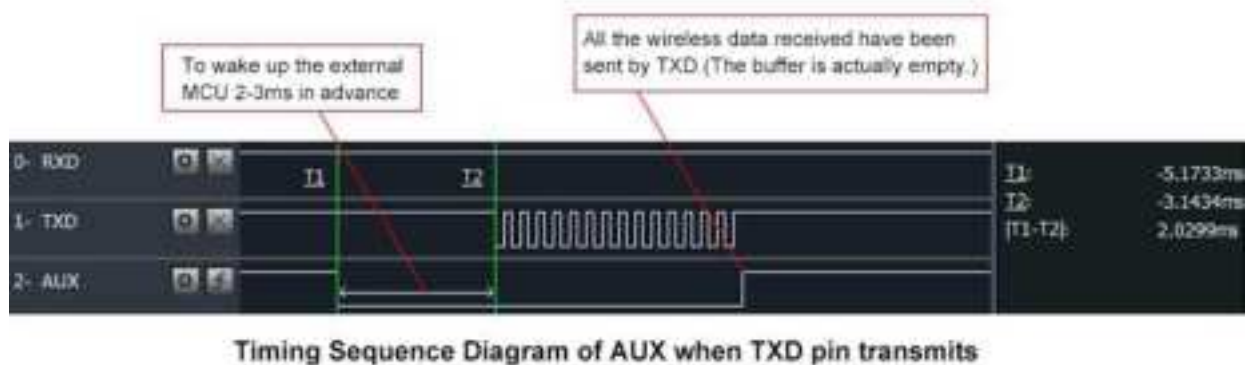 To wake up the external
MCU 2-3ms in advance
All the wireless data received have been
sent by TXD (The buffer is actually empty.)
0- RXD
T1
T2
T1: -5.1733ms
T2: -3.1434ms
|T1-T2|: 2.0299ms
1- TXD
2- AUX
Timing Sequence Diagram of AUX when TXD pin transmits